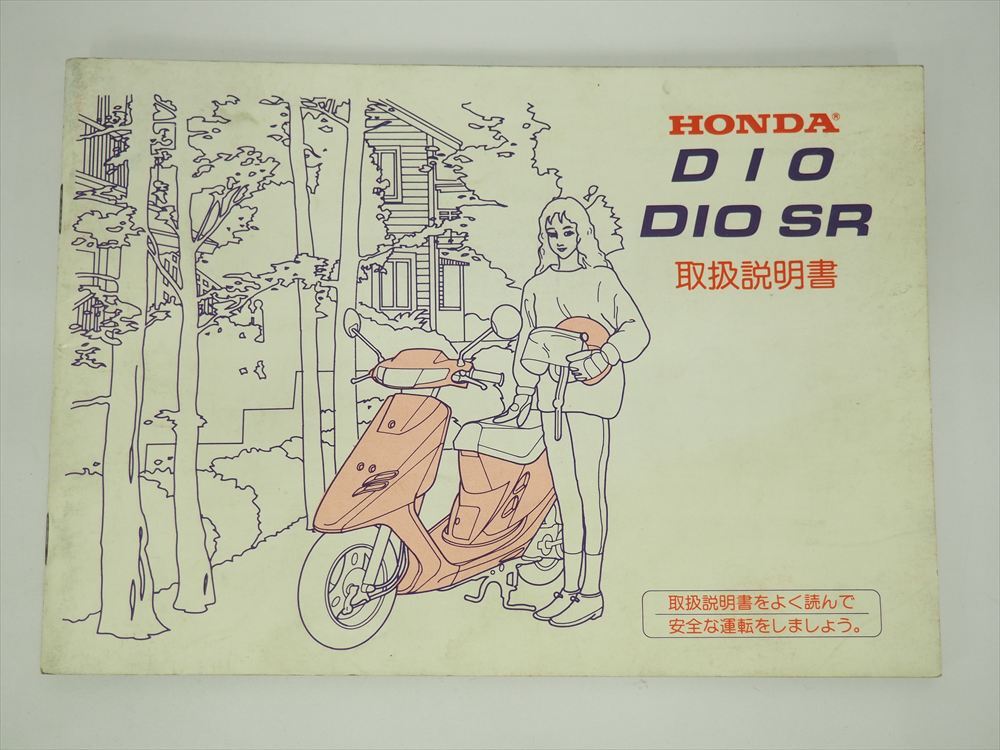 HONDA®
DIO
DIO SR
取扱説明書
取扱説明書をよく読んで
安全な運転をしましょう。